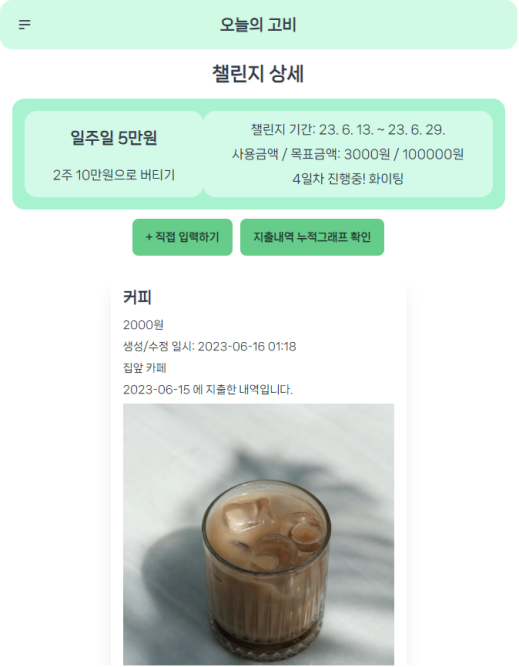 오늘의 고비
챌린지 상세
일주일 5만원
2주 10만원으로 버티기
챌린지 기간: 23. 6. 13. ~ 23. 6. 29.
사용금액 / 목표금액: 3000원 / 100000원
4일차 진행중! 화이팅
+ 직접 입력하기
지출내역 누적그래프 확인
커피
2000원
생성/수정 일시: 2023-06-16 01:18
집앞 카페
2023-06-15 에 지출한 내역입니다.